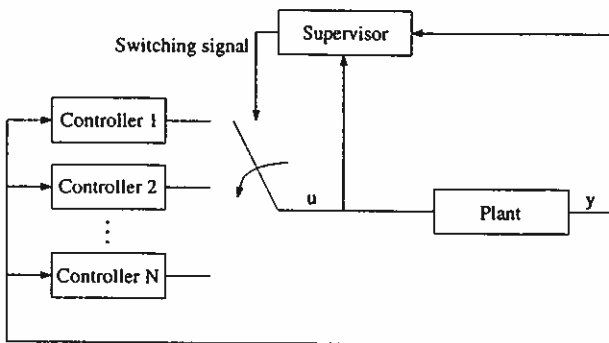 Supervisor
Switching signal
Controller 1
Controller 2
⋮
Controller N
u
Plant
y